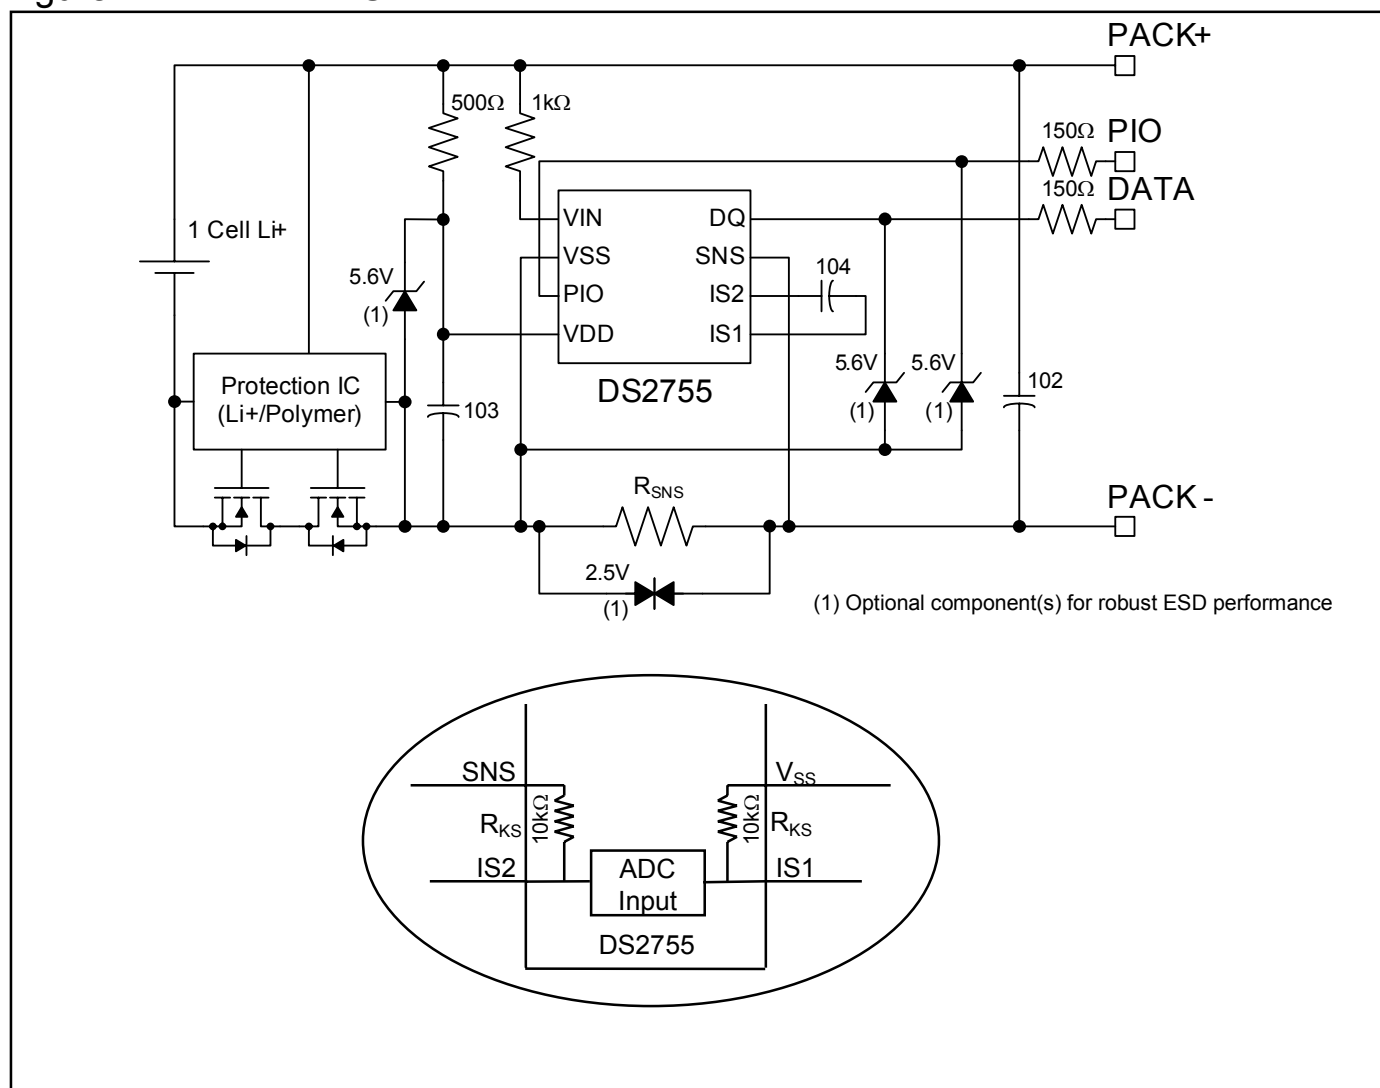 PACK+
500Ω
1kΩ
150Ω
PIO
150Ω
DATA
1 Cell Li+
VIN
DQ
VSS
SNS
5.6V
(1)
PIO
IS2
104
VDD
IS1
Protection IC
(Li+/Polymer)
103
DS2755
5.6V
5.6V
(1)
(1)
102
RSNS
PACK -
2.5V
(1)
(1) Optional component(s) for robust ESD performance
SNS
VSS
RKS
10kΩ
10kΩ
RKS
IS2
ADC
Input
IS1
DS2755